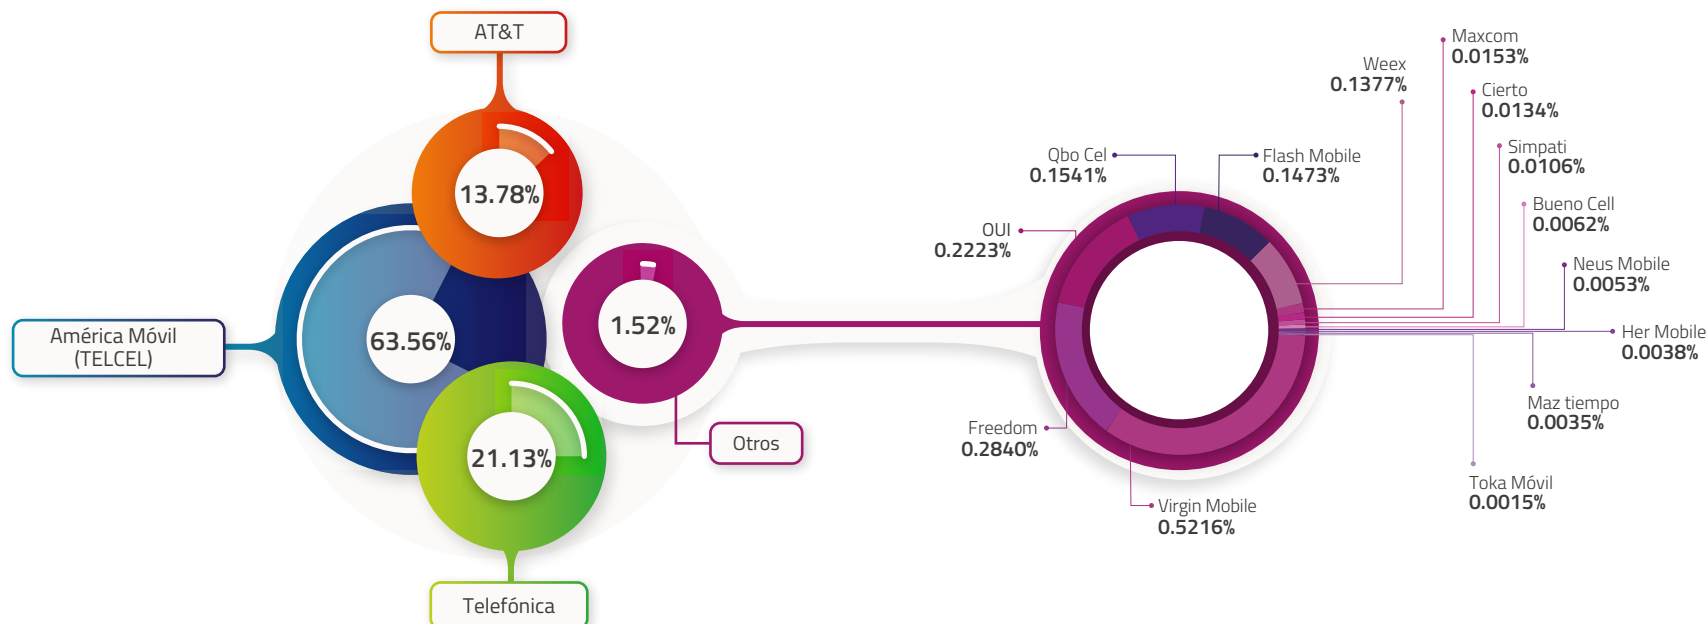 AT&T
13.78%
América Móvil
(TELCEL)
63.56%
1.52%
21.13%
Otros
Telefónica
Maxcom
0.0153%
Weex
0.1377%
Cierto
0.0134%
Simpati
0.0106%
Qbo Cel
0.1541%
Flash Mobile
0.1473%
Bueno Cell
0.0062%
OUI
0.2223%
Neus Mobile
0.0053%
Her Mobile
0.0038%
Maz tiempo
0.0035%
Freedom
0.2840%
Toka Móvil
0.0015%
Virgin Mobile
0.5216%